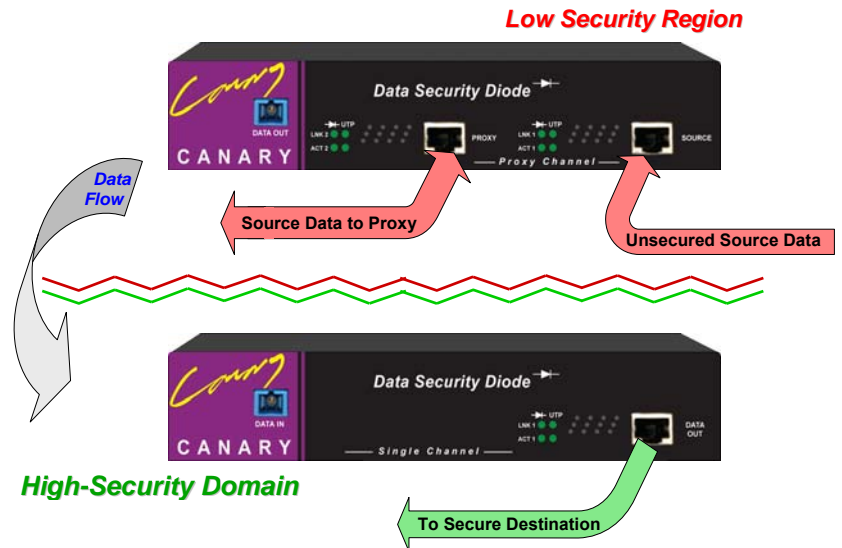 Low Security Region
Canary
Data Security Diode
DATA OUT
UTP
LNK 2
ACT 2
PROXY
UTP
LNK 1
ACT 1
SOURCE
CANARY
Proxy Channel
Data
Flow
Source Data to Proxy
Unsecured Source Data
Canary
Data Security Diode
DATA IN
UTP
LNK 1
ACT 1
DATA
OUT
CANARY
Single Channel
High-Security Domain
To Secure Destination